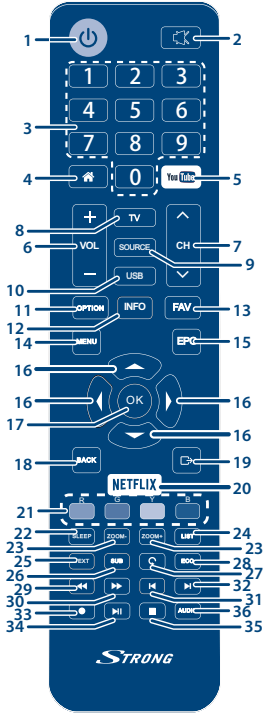 1
2
1 2 3
4 5 6
3
7 8 9
4
0
You Tube
5
8
TV
+
6
VOL
SOURCE
CH
7
9
−
10
USB
11
OPTION
INFO
FAV
13
12
14
MENU
EPG
15
16
16
OK
16
17
16
18
BACK
19
NETFLIX
20
21
R G Y B
22
SLEEP
ZOOM-
ZOOM+
LIST
24
23
23
25
TEXT
SUB
ECO
28
26
27
29
32
30
31
33
AUDIO
36
34
35
STRONG